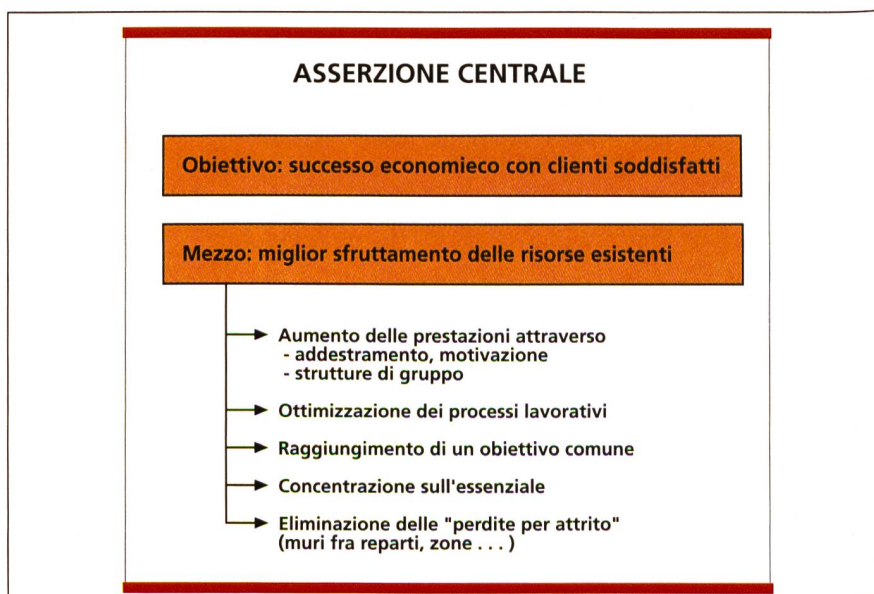 ASSERZIONE CENTRALE
Obiettivo: successo economieco con clienti soddisfatti
Mezzo: miglior sfruttamento delle risorse esistenti
Aumento delle prestazioni attraverso
- addestramento, motivazione
- strutture di gruppo
Ottimizzazione dei processi lavorativi
Raggiungimento di un obiettivo comune
Concentrazione sull'essenziale
Eliminazione delle "perdite per attrito"
(muri fra reparti, zone . . . )